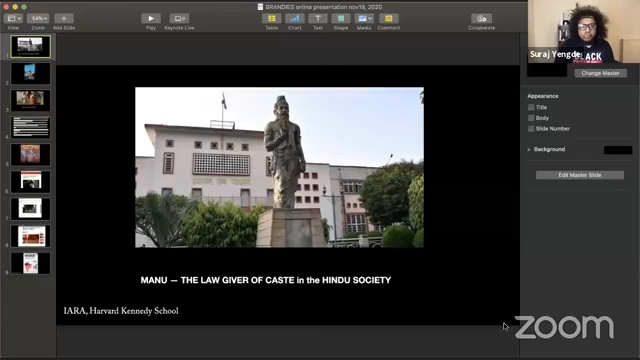 BRANDIES online presentation nov19, 2020
View
Zoom
Add Slide
Play
Keynote Live
Table
Chart
Text
Shape
Media
Comment
Collaborate
Suraj Yengde
BLACK
Change Master
Appearance
Title
Body
Slide Number
Background
Edit Master Slide
MANU — THE LAW GIVER OF CASTE in the HINDU SOCIETY
IARA, Harvard Kennedy School
zoom